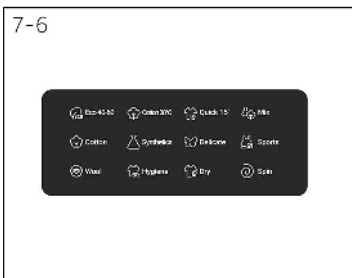 7-6
Eco 40-60 Cotton 20°C Quick 15' Mix
Cotton Synthetics Delicate Sports
Wool Hygiene Dry Spin